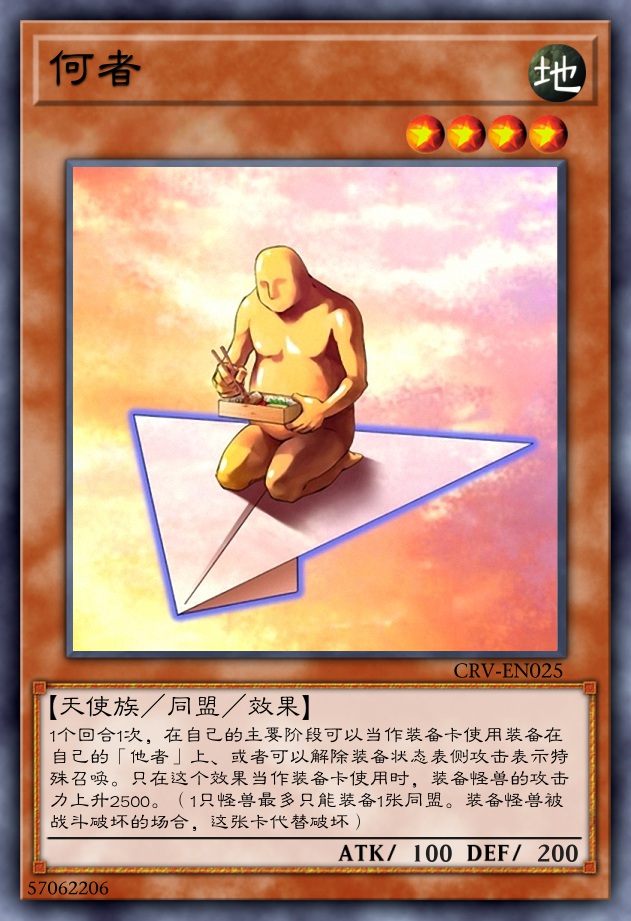 何者
地
CRV-EN025
【天使族／同盟／效果】
1个回合1次，在自己的主要阶段可以当作装备卡使用装备在
自己的「他者」上、或者可以解除装备状态表侧攻击表示特
殊召唤。只在这个效果当作装备卡使用时，装备怪兽的攻击
力上升2500。（1只怪兽最多只能装备1张同盟。装备怪兽被
战斗破坏的场合，这张卡代替破坏）
ATK/ 100 DEF/ 200
57062206